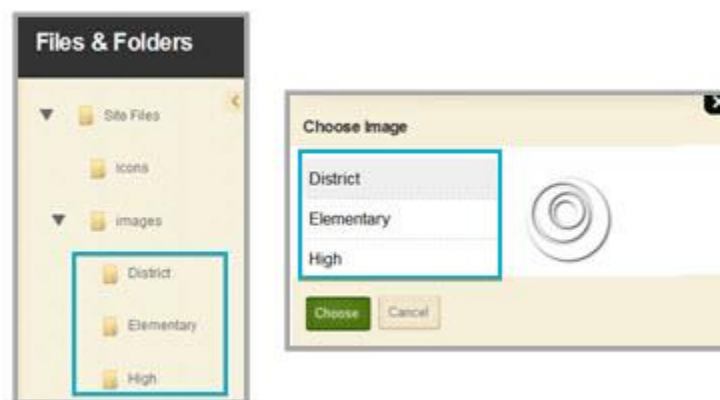 Files & Folders
Site Files
Icons
images
District
Elementary
High
Choose Image
District
Elementary
High
Choose
Cancel